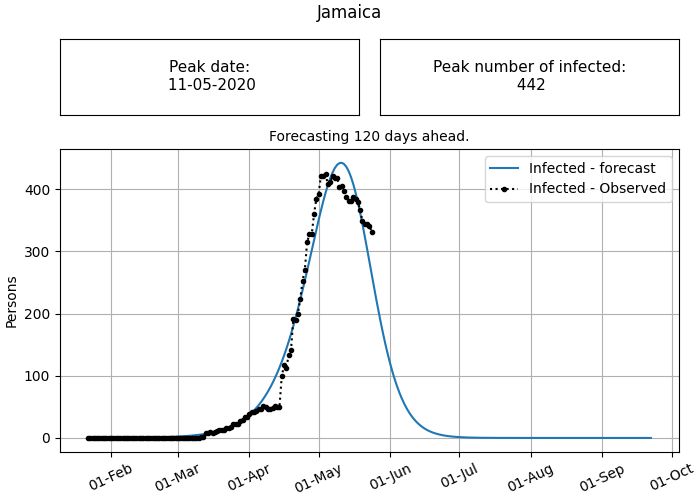 Jamaica
Peak date:
11-05-2020
Peak number of infected:
442
Forecasting 120 days ahead.
Infected - forecast
Infected - Observed
Persons
400
300
200
100
0
01-Feb
01-Mar
01-Apr
01-May
01-Jun
01-Jul
01-Aug
01-Sep
01-Oct